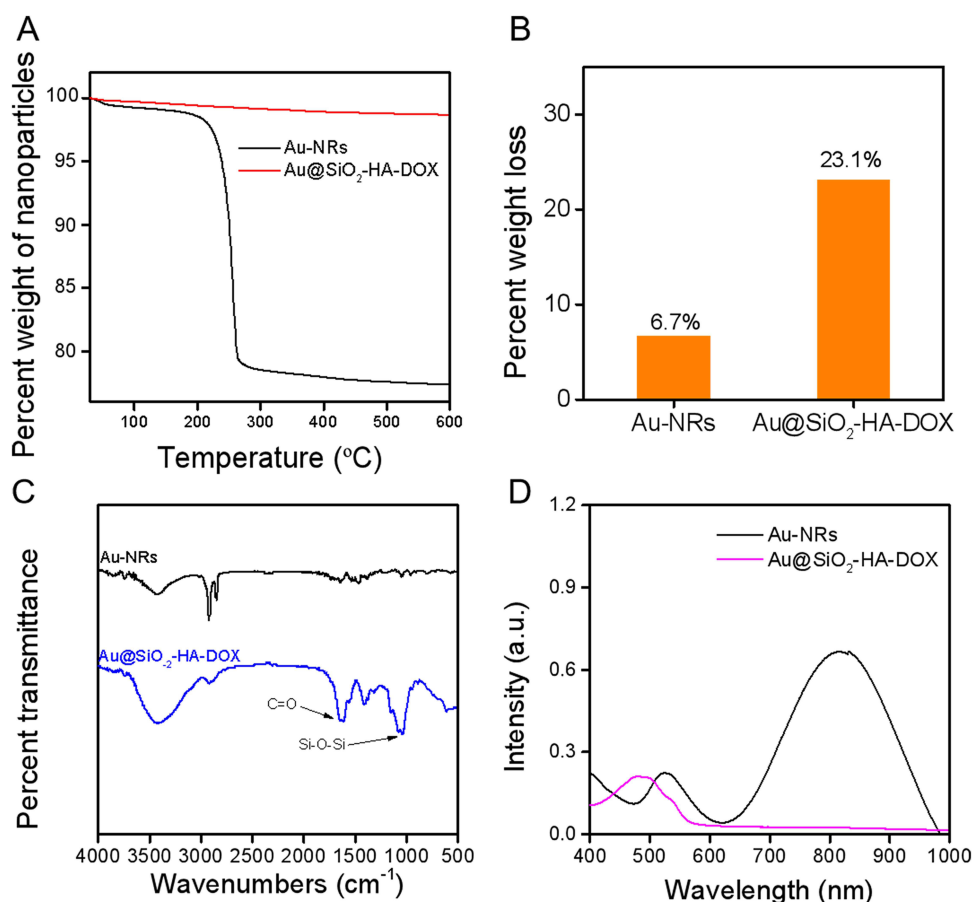 A
Percent weight of nanoparticles
100
95
90
85
80
Au-NRs
Au@SiO₂-HA-DOX
100 200 300 400 500 600
Temperature (°C)
B
Percent weight loss
30
20
10
0
6.7%
23.1%
Au-NRs Au@SiO₂-HA-DOX
C
Percent transmittance
Au-NRs
Au@SiO₋₂-HA-DOX
C=O
Si-O-Si
4000 3500 3000 2500 2000 1500 1000 500
Wavenumbers (cm⁻¹)
D
Intensity (a.u.)
1.2
0.9
0.6
0.3
0.0
Au-NRs
Au@SiO₂-HA-DOX
400 500 600 700 800 900 1000
Wavelength (nm)